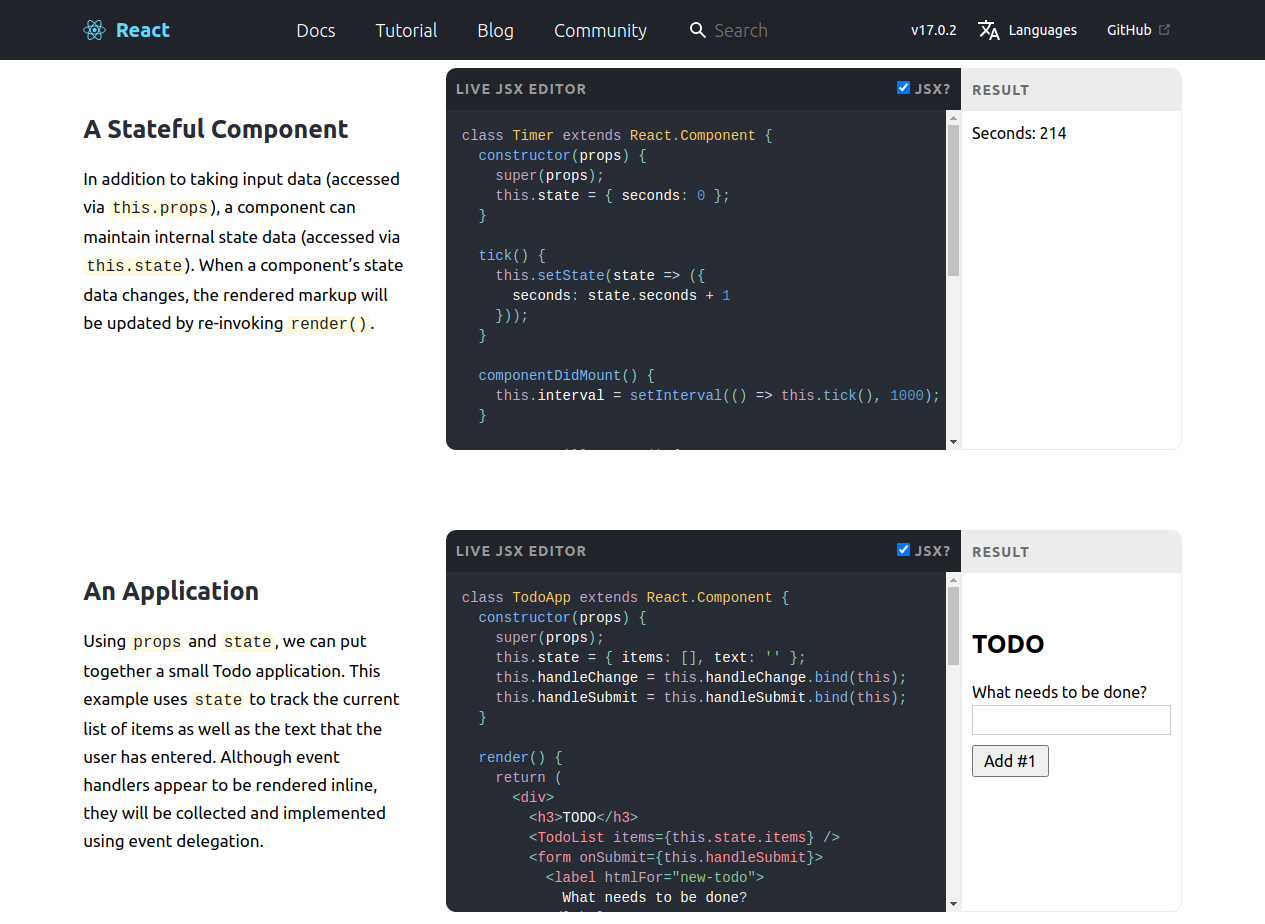 React Docs Tutorial Blog Community Search v17.0.2 Languages GitHub
A Stateful Component
In addition to taking input data (accessed
via this.props), a component can
maintain internal state data (accessed via
this.state). When a component’s state
data changes, the rendered markup will
be updated by re-invoking render().
LIVE JSX EDITOR JSX?
class Timer extends React.Component {
  constructor(props) {
    super(props);
    this.state = { seconds: 0 };
  }

  tick() {
    this.setState(state => ({
      seconds: state.seconds + 1
    }));
  }

  componentDidMount() {
    this.interval = setInterval(() => this.tick(), 1000);
  }
RESULT
Seconds: 214
An Application
Using props and state, we can put
together a small Todo application. This
example uses state to track the current
list of items as well as the text that the
user has entered. Although event
handlers appear to be rendered inline,
they will be collected and implemented
using event delegation.
LIVE JSX EDITOR JSX?
class TodoApp extends React.Component {
  constructor(props) {
    super(props);
    this.state = { items: [], text: '' };
    this.handleChange = this.handleChange.bind(this);
    this.handleSubmit = this.handleSubmit.bind(this);
  }

  render() {
    return (
      <div>
        <h3>TODO</h3>
        <TodoList items={this.state.items} />
        <form onSubmit={this.handleSubmit}>
          <label htmlFor="new-todo">
            What needs to be done?
RESULT
TODO
What needs to be done?
Add #1